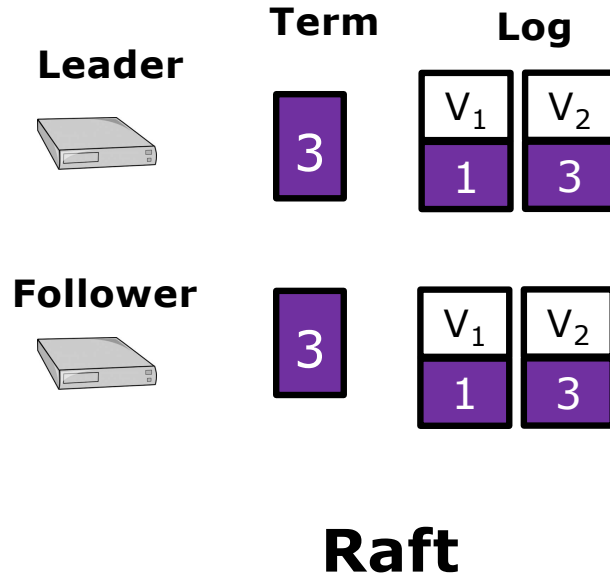 Term Log
Leader
V₁ V₂
3
1 3
Follower
V₁ V₂
3
1 3
Raft